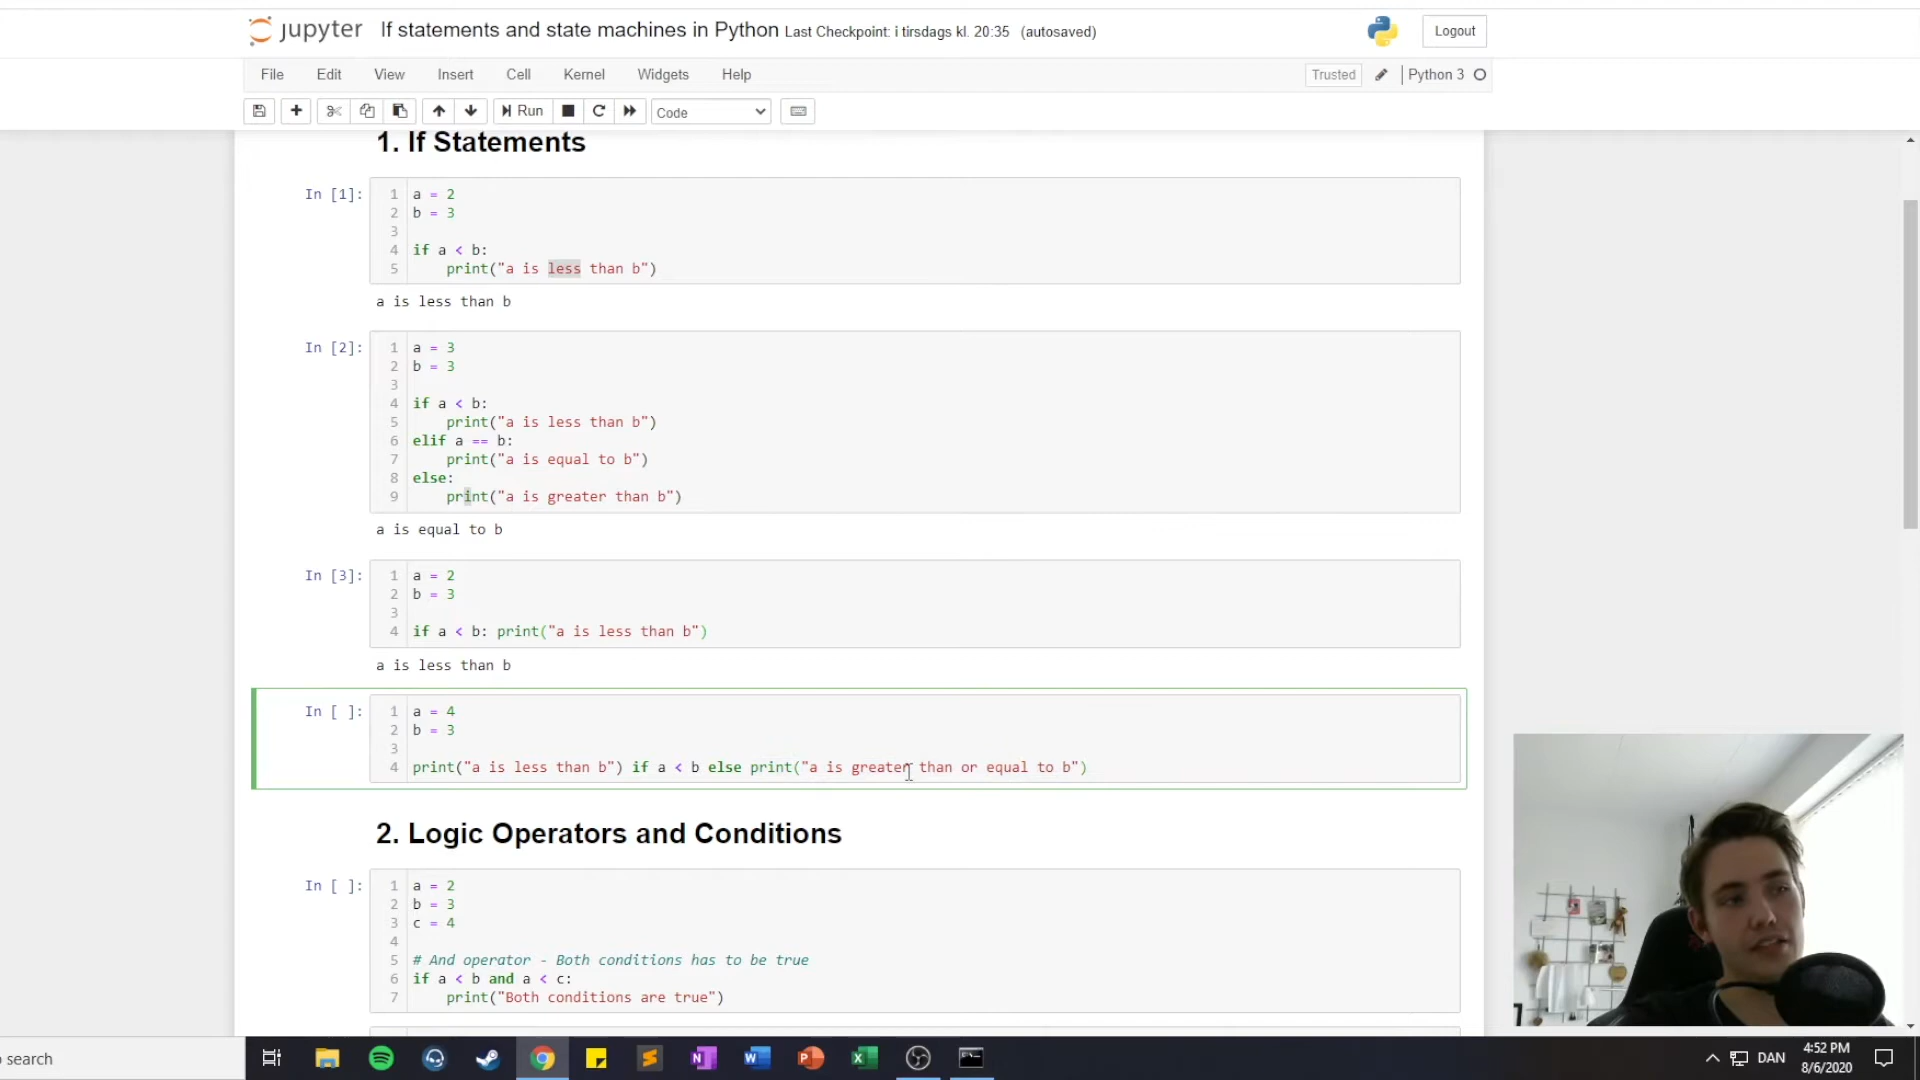 jupyter If statements and state machines in Python Last Checkpoint: i tirsdags kl. 20:35 (autosaved) Logout
File Edit View Insert Cell Kernel Widgets Help Trusted Python 3
Run Code
1. If Statements
In [1]:
1 a = 2
2 b = 3
3
4 if a < b:
5 print("a is less than b")
a is less than b
In [2]:
1 a = 3
2 b = 3
3
4 if a < b:
5 print("a is less than b")
6 elif a == b:
7 print("a is equal to b")
8 else:
9 print("a is greater than b")
a is equal to b
In [3]:
1 a = 2
2 b = 3
3
4 if a < b: print("a is less than b")
a is less than b
In [ ]:
1 a = 4
2 b = 3
3
4 print("a is less than b") if a < b else print("a is greater than or equal to b")
2. Logic Operators and Conditions
In [ ]:
1 a = 2
2 b = 3
3 c = 4
4
5 # And operator - Both conditions has to be true
6 if a < b and a < c:
7 print("Both conditions are true")
search
DAN
4:52 PM
8/6/2020